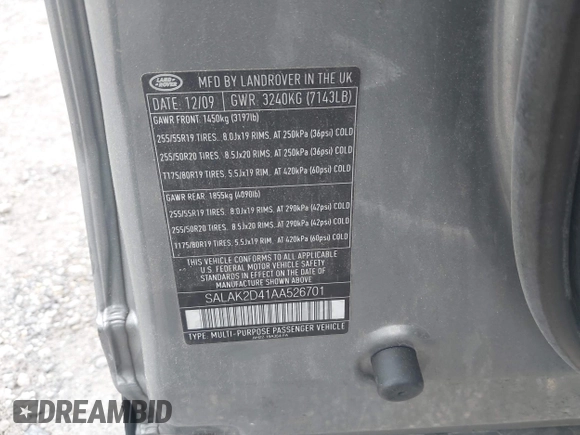 LAND ROVER
MFD BY LANDROVER IN THE UK
DATE 12/09 GWR 3240KG (7143LB)
GAWR FRONT: 1450kg (3197lb)
255/55R19 TIRES.. 8.0Jx19 RIMS. AT 250kPa (36psi) COLD
255/50R20 TIRES. 8.5Jx20 RIMS. AT 250kPa (36psi) COLD
T175/80R19 TIRES. 5.5Jx19 RIM. AT 420kPa (60psi) COLD
GAWR REAR: 1855kg (4090lb)
255/55R19 TIRES. 8.0Jx19 RIMS. AT 290kPa (42psi) COLD
255/50R20 TIRES. 8.5Jx20 RIMS. AT 290kPa (42psi) COLD
T175/80R19 TIRES: 5.5Jx19 RIM. AT 420kPa (60psi) COLD
THIS VEHICLE CONFORMS TO ALL APPLICABLE
U.S. FEDERAL MOTOR VEHICLE SAFETY
STANDARDS IN EFFECT ON THE DATE OF
MANUFACTURE SHOWN ABOVE
SALAK2D41AA526701
TYPE: MULTI-PURPOSE PASSENGER VEHICLE
DREAMBID